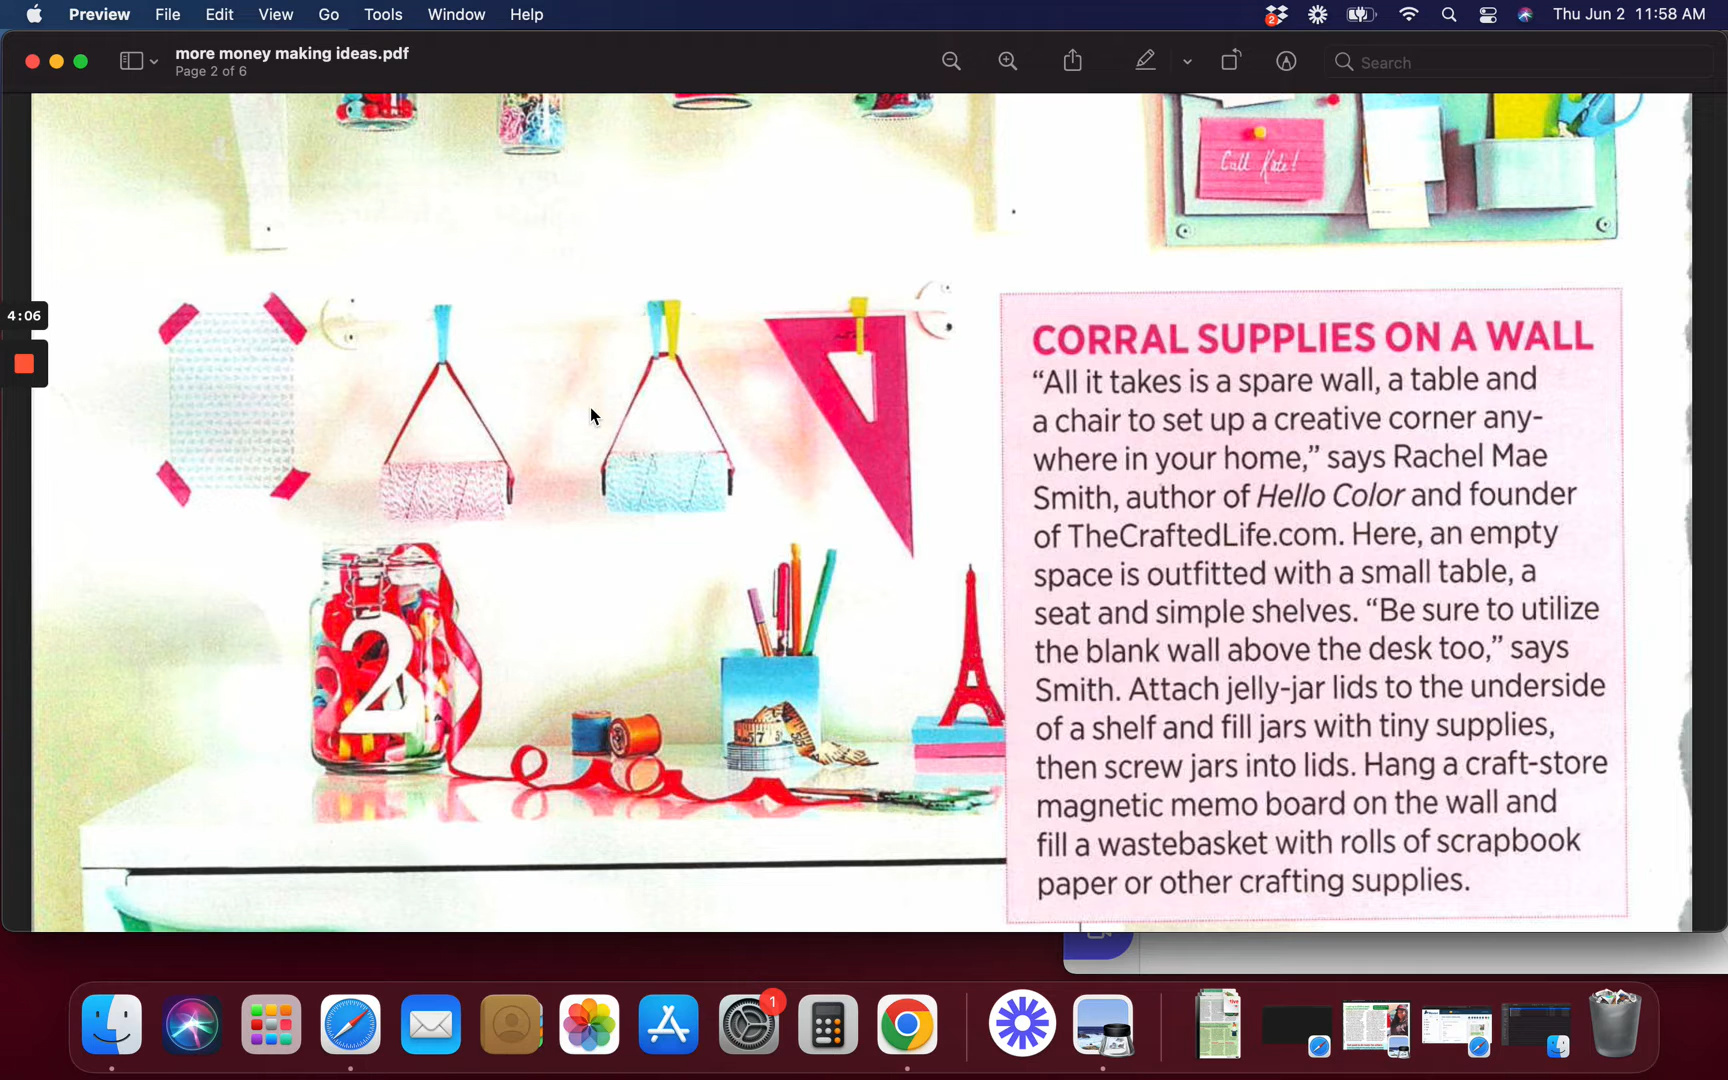 Preview File Edit View Go Tools Window Help
2
Thu Jun 2 11:58 AM
more money making ideas.pdf
Page 2 of 6
Search
Call Kate!
4:06
CORRAL SUPPLIES ON A WALL
“All it takes is a spare wall, a table and
a chair to set up a creative corner any-
where in your home,” says Rachel Mae
Smith, author of Hello Color and founder
of TheCraftedLife.com. Here, an empty
space is outfitted with a small table, a
seat and simple shelves. “Be sure to utilize
the blank wall above the desk too,” says
Smith. Attach jelly-jar lids to the underside
of a shelf and fill jars with tiny supplies,
then screw jars into lids. Hang a craft-store
magnetic memo board on the wall and
fill a wastebasket with rolls of scrapbook
paper or other crafting supplies.
2
1